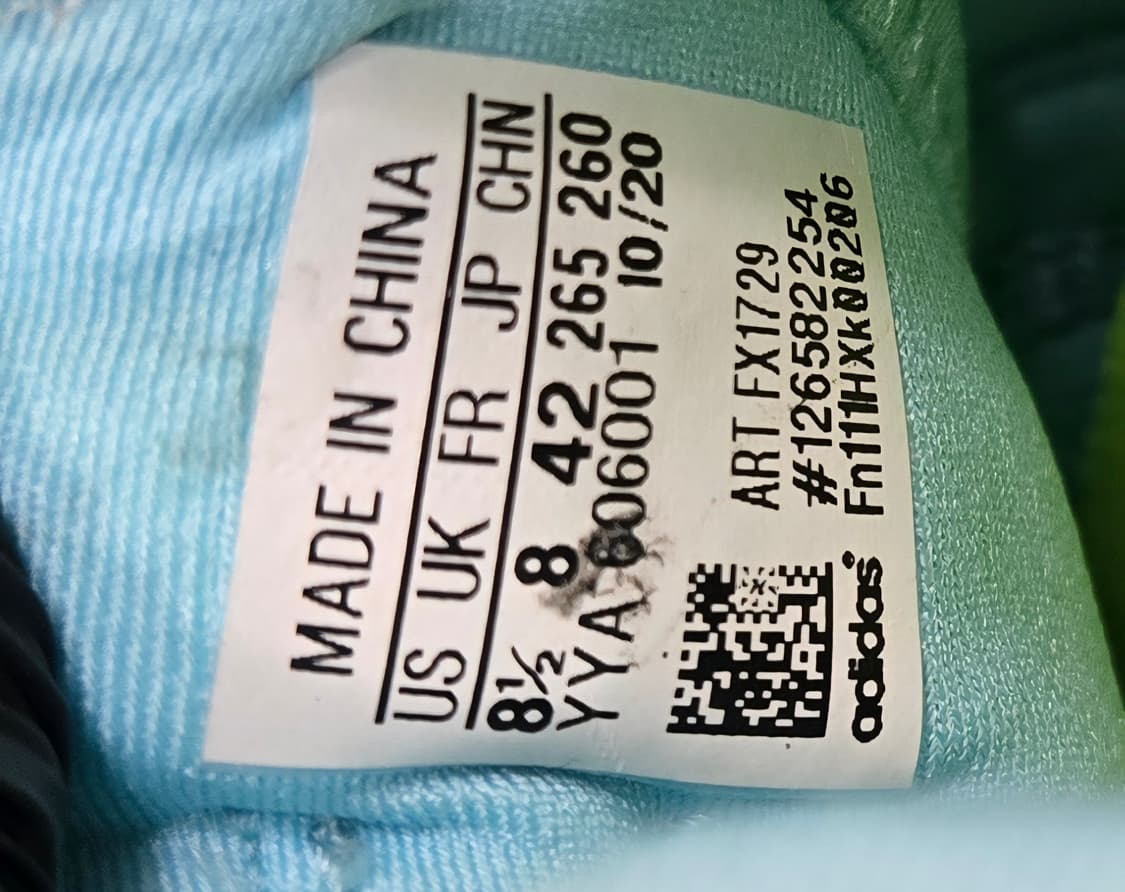 MADE IN CHINA
US UK FR JP CHN
8½ 8 42 265 260
YYA 606001 10/20
ART FX1729
#1265822254
Fn111HXk00206
adidas®